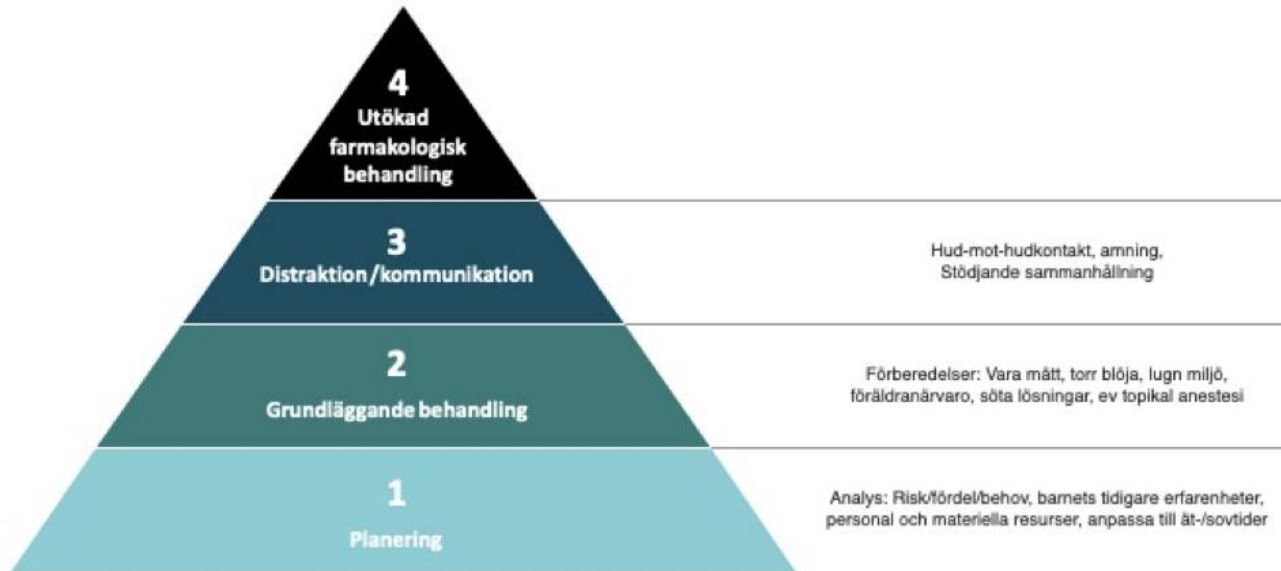 4
Utökad
farmakologisk
behandling
3
Distraktion/kommunikation
Hud-mot-hudkontakt, amning,
Stödjande sammanhållning
2
Grundläggande behandling
Förberedelser: Vara mätt, torr blöja, lugn miljö,
föräldranärvaro, söta lösningar, ev topikal anestesi
1
Planering
Analys: Risk/fördel/behov, barnets tidigare erfarenheter,
personal och materiella resurser, anpassa till ät-/sovtider